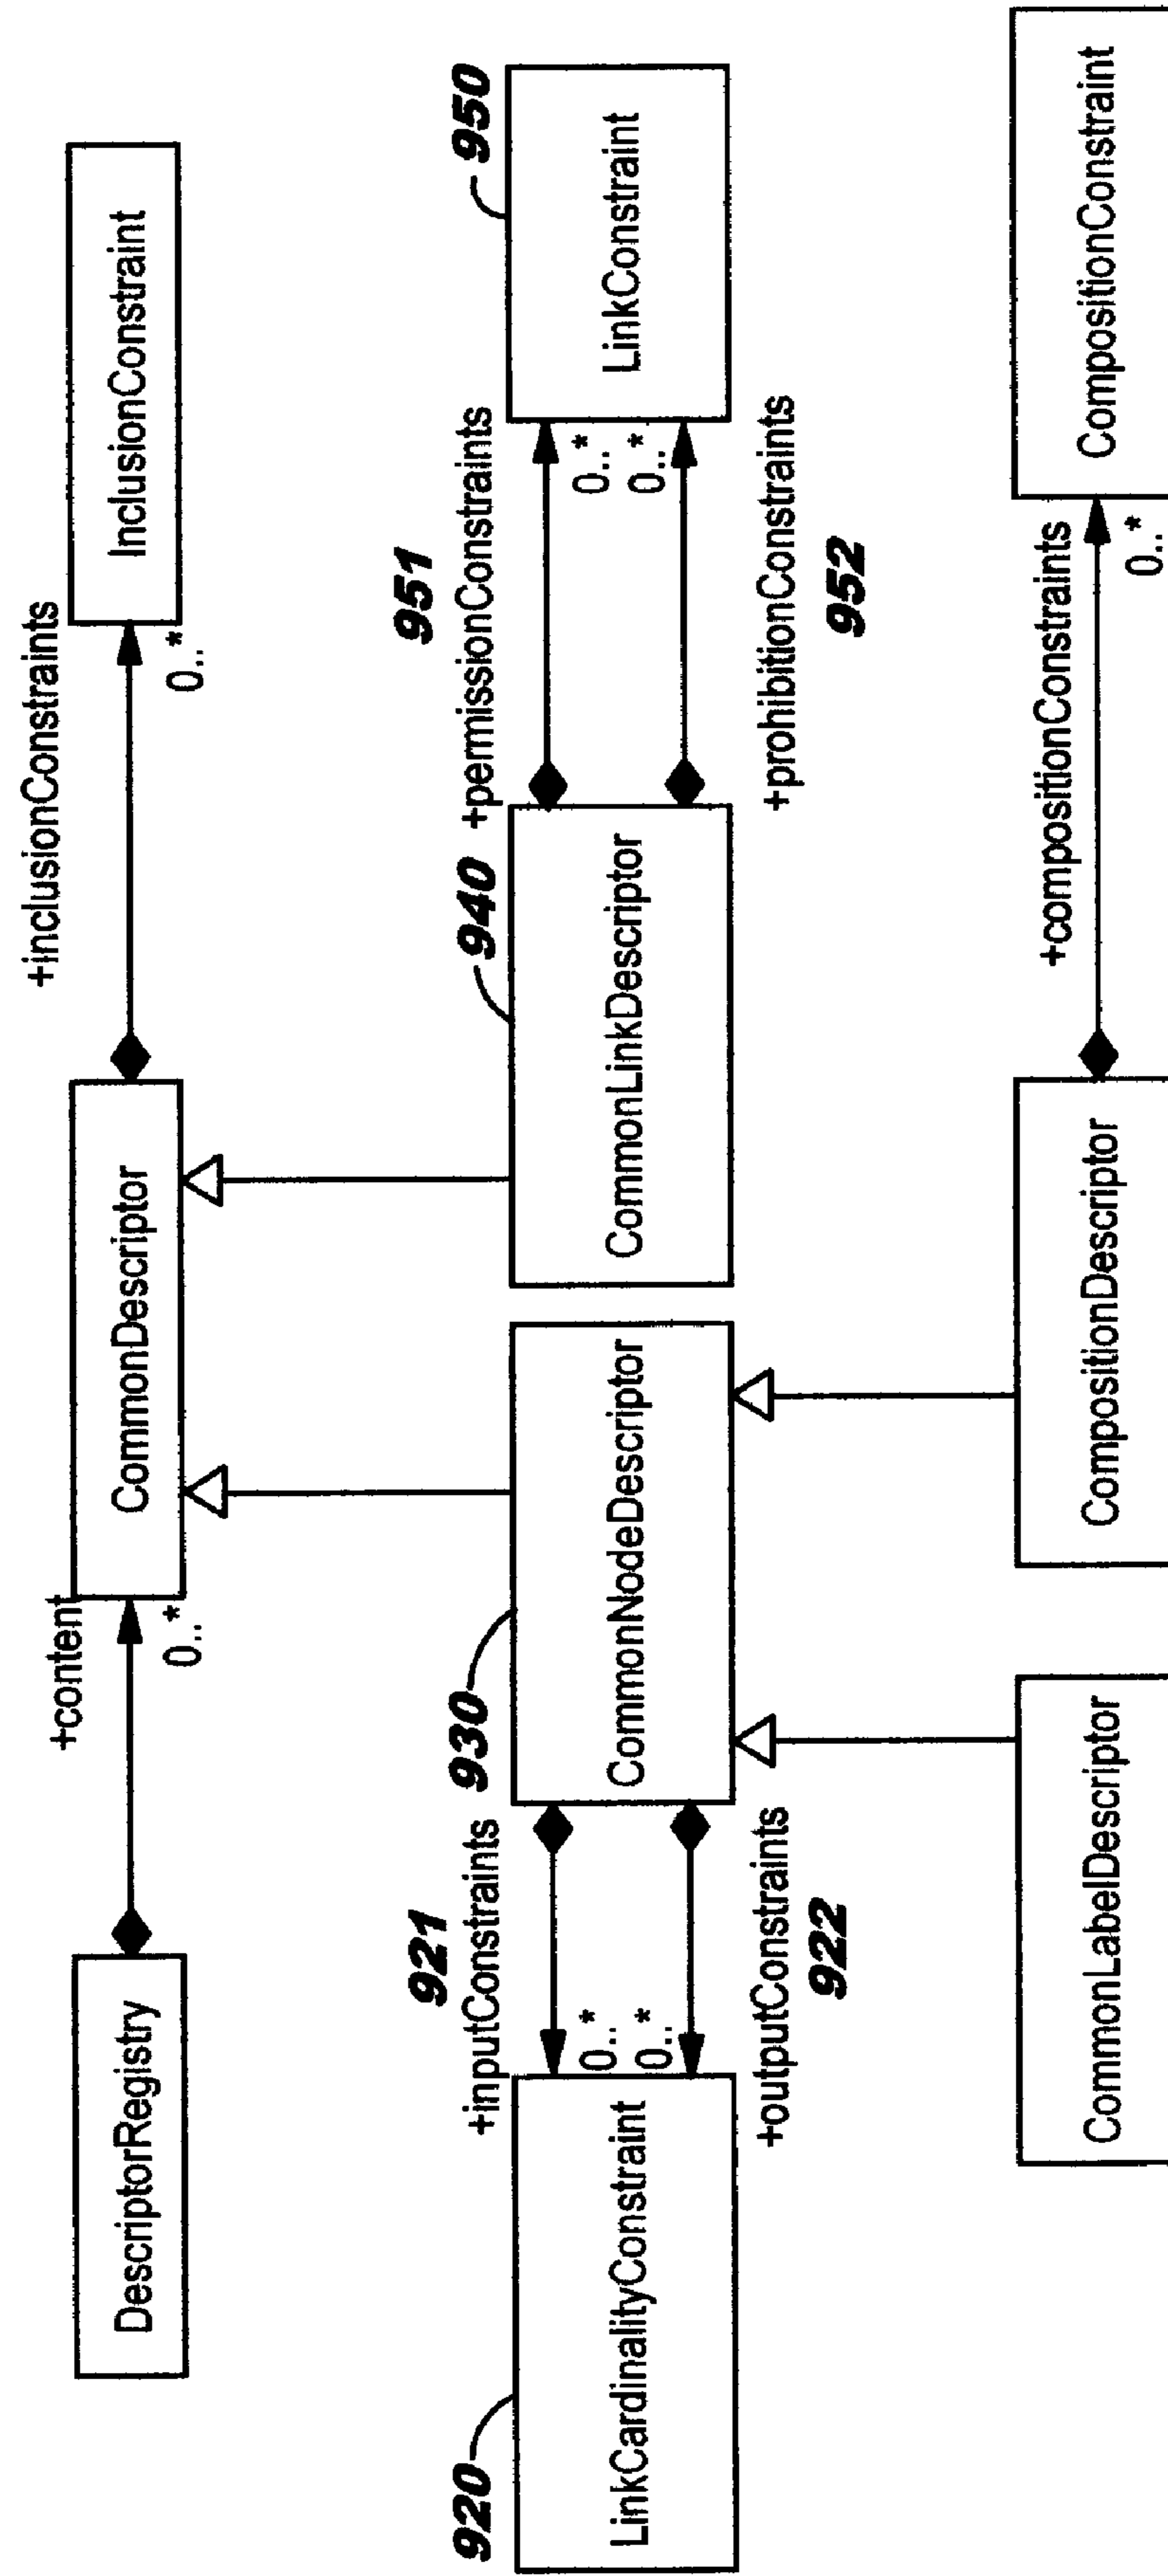 DescriptorRegistry
+content
0..*
CommonDescriptor
+inclusionConstraints
0..*
InclusionConstraint
920
LinkCardinalityConstraint
921
+inputConstraints
0..*
0..*
+outputConstraints
922
930
CommonNodeDescriptor
940
CommonLinkDescriptor
951
+permissionConstraints
0..*
0..*
+prohibitionConstraints
952
950
LinkConstraint
CommonLabelDescriptor
CompositionDescriptor
+compositionConstraints
0..*
CompositionConstraint